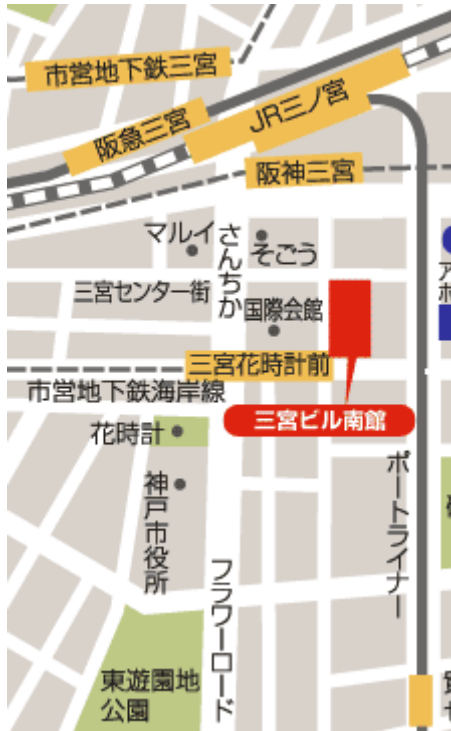 市営地下鉄三宮
阪急三宮
JR三ノ宮
阪神三宮
マルイ
さんちか
そごう
三宮センター街
国際会館
三宮花時計前
市営地下鉄海岸線
三宮ビル南館
花時計
神戸市役所
ポートライナー
フラワーロード
東遊園地
公園
ア
ホ